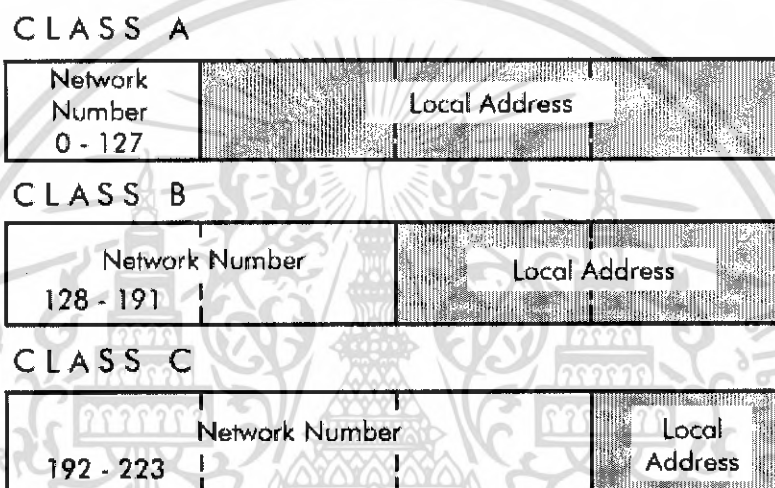 CLASS A
Network
Number
0 - 127
Local Address
CLASS B
Network Number
128 - 191
Local Address
CLASS C
Network Number
192 - 223
Local
Address